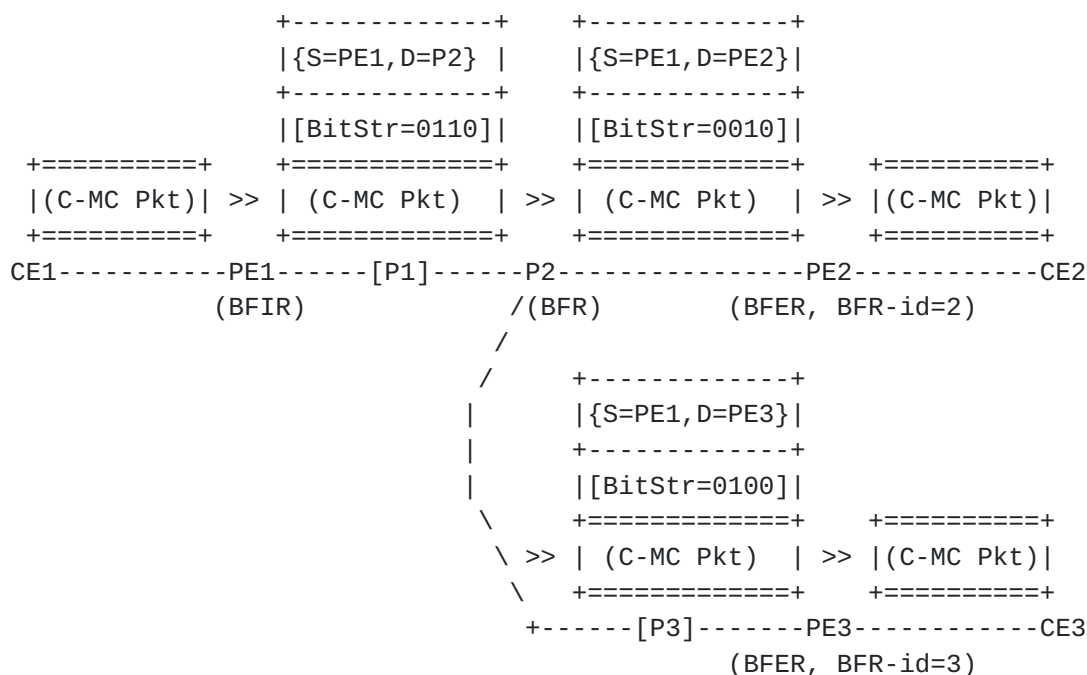 +-------------+    +-------------+
                 |{S=PE1,D=P2} |    |{S=PE1,D=PE2}|
                 +-------------+    +-------------+
                 |[BitStr=0110]|    |[BitStr=0010]|
 +==========+    +=============+    +=============+    +==========+
 |(C-MC Pkt)| >> | (C-MC Pkt)  | >> | (C-MC Pkt)  | >> |(C-MC Pkt)|
 +==========+    +=============+    +=============+    +==========+
CE1-----------PE1------[P1]------P2---------------PE2------------CE2
             (BFIR)            /(BFR)        (BFER, BFR-id=2)
                              /
                             /      +-------------+
                            |       |{S=PE1,D=PE3}|
                            |       +-------------+
                            |       |[BitStr=0100]|
                             \      +=============+    +==========+
                              \ >> | (C-MC Pkt)  | >> |(C-MC Pkt)|
                               \    +=============+    +==========+
                                +------[P3]-------PE3------------CE3
                                             (BFER, BFR-id=3)